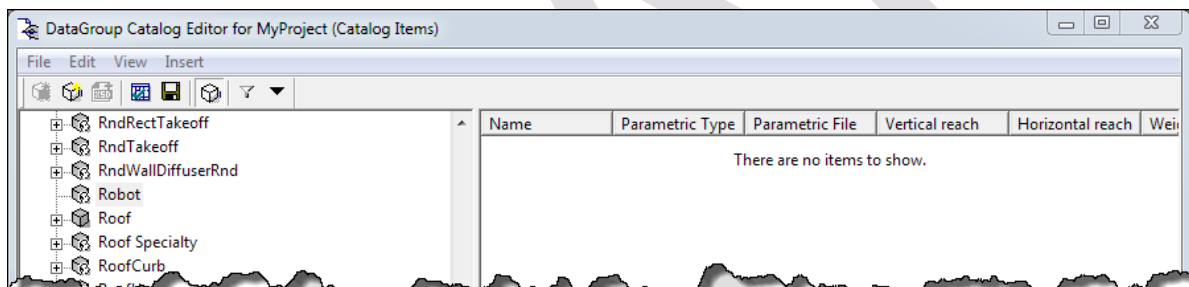 DataGroup Catalog Editor for MyProject (Catalog Items)
File Edit View Insert
RndRectTakeoff
RndTakeoff
RndWallDiffuserRnd
Robot
Roof
Roof Specialty
RoofCurb
Name Parametric Type Parametric File Vertical reach Horizontal reach Wei
There are no items to show.